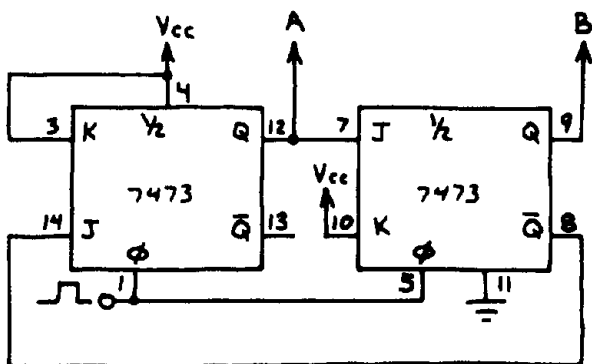 Vcc A B
4
3 K ½ Q 12 7 J ½ Q 9
7473 Vcc 7473
14 J Q̅ 13 10 K Q̅ 8
ϕ ϕ
1 5 11